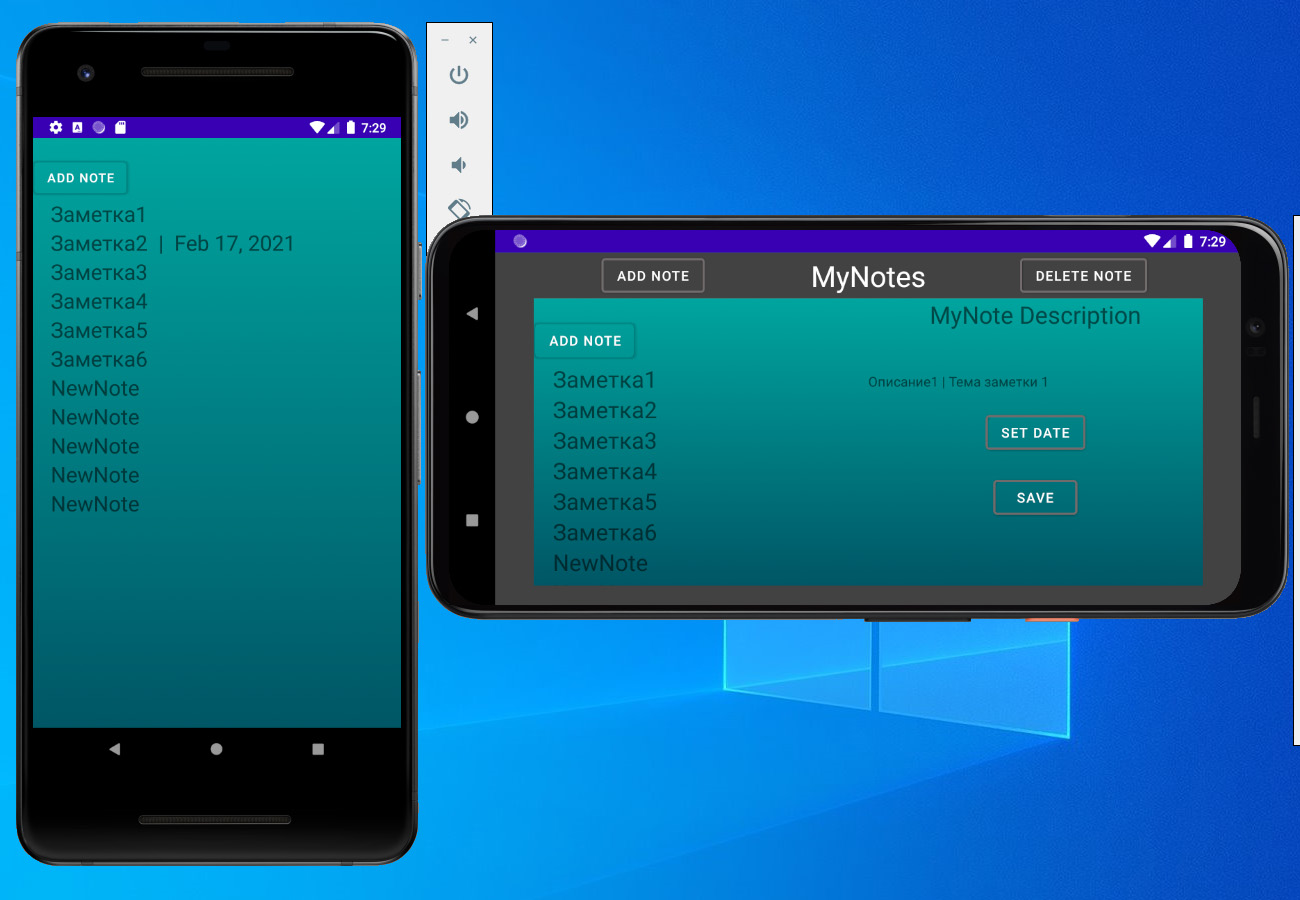 7:29
ADD NOTE
Заметка1
Заметка2 | Feb 17, 2021
Заметка3
Заметка4
Заметка5
Заметка6
NewNote
NewNote
NewNote
NewNote
NewNote
7:29
ADD NOTE MyNotes DELETE NOTE
MyNote Description
ADD NOTE
Заметка1
Заметка2
Заметка3
Заметка4
Заметка5
Заметка6
NewNote
Описание1 | Тема заметки 1
SET DATE
SAVE